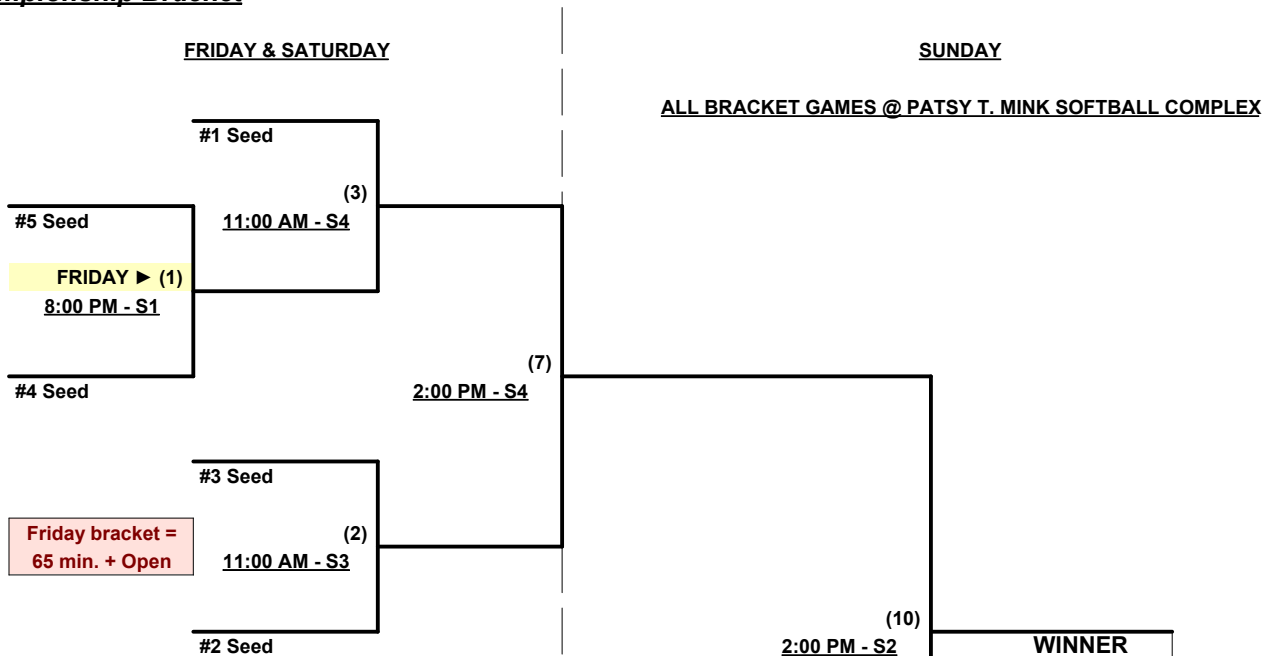 FRIDAY & SATURDAY
SUNDAY
ALL BRACKET GAMES @ PATSY T. MINK SOFTBALL COMPLEX
#1 Seed
(3)
#5 Seed
11:00 AM - S4
FRIDAY ► (1)
8:00 PM - S1
(7)
#4 Seed
2:00 PM - S4
#3 Seed
Friday bracket =
(2)
65 min. + Open
11:00 AM - S3
(10)
#2 Seed
2:00 PM - S2
WINNER